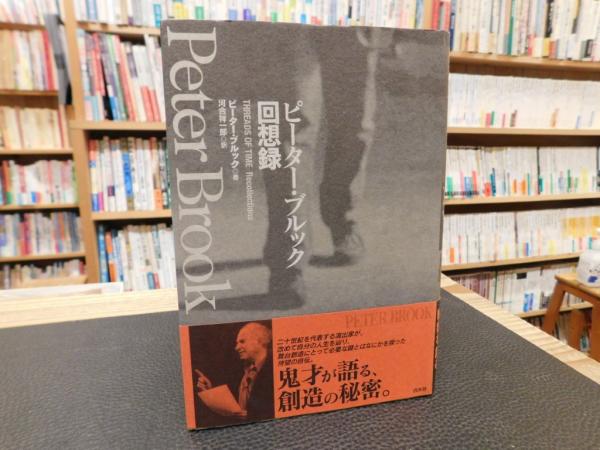 Peter Brook
ピーター・ブルック
回想録
THREADS OF TIME Recollections
ピーター・ブルック◎著
河合祥一郎◎訳
PETER BROOK
二十世紀を代表する演出家が、
改めて自分の人生を辿り、
舞台創造にとって必要な鍵とはなにかを探った
待望の自伝。
鬼才が語る、
創造の秘密。
白水社